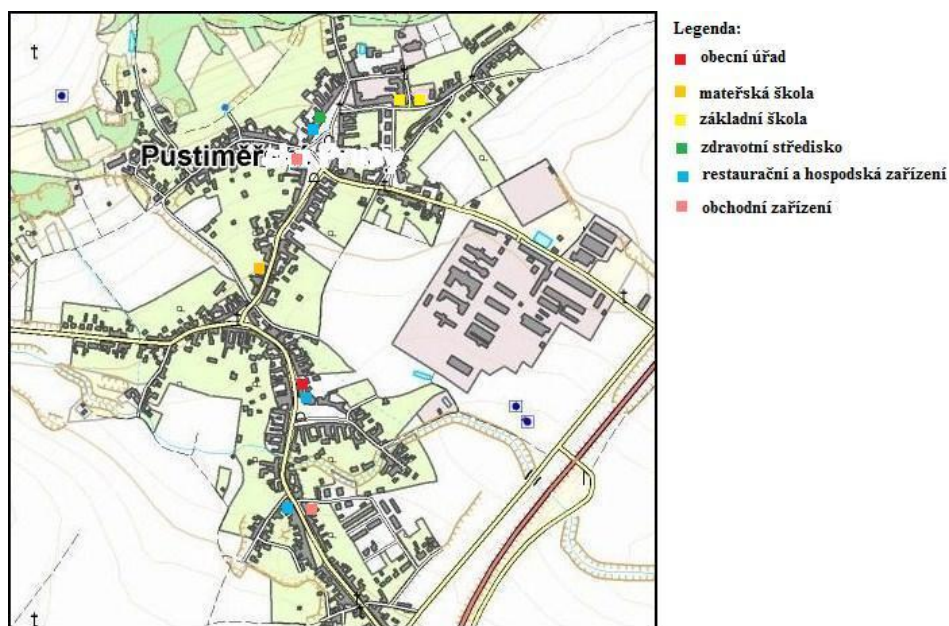 Pustiměř
Legenda:
obecní úřad
mateřská škola
základní škola
zdravotní středisko
restaurační a hospodská zařízení
obchodní zařízení